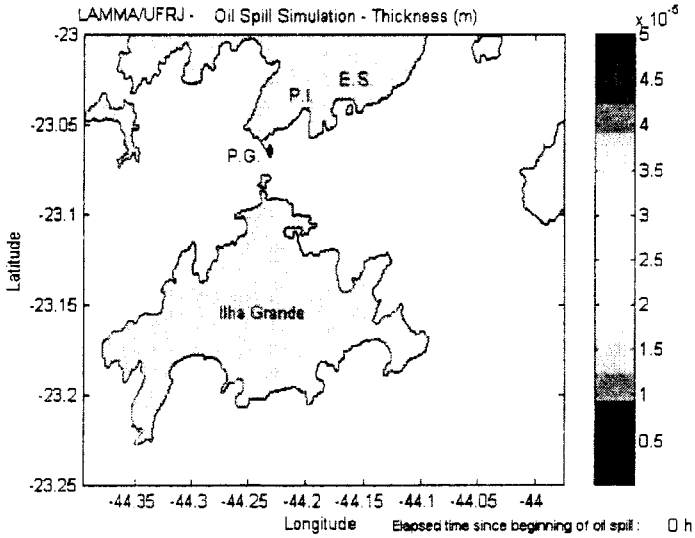 LAMMA/UFRJ - Oil Spill Simulation - Thickness (m)
x 10⁻⁵
-23
-23.05
-23.1
-23.15
-23.2
-23.25
Latitude
E.S.
P.I.
P.G.
Ilha Grande
5
4.5
4
3.5
3
2.5
2
1.5
1
0.5
-44.35 -44.3 -44.25 -44.2 -44.15 -44.1 -44.05 -44
Longitude
Elapsed time since beginning of oil spill : 0 h